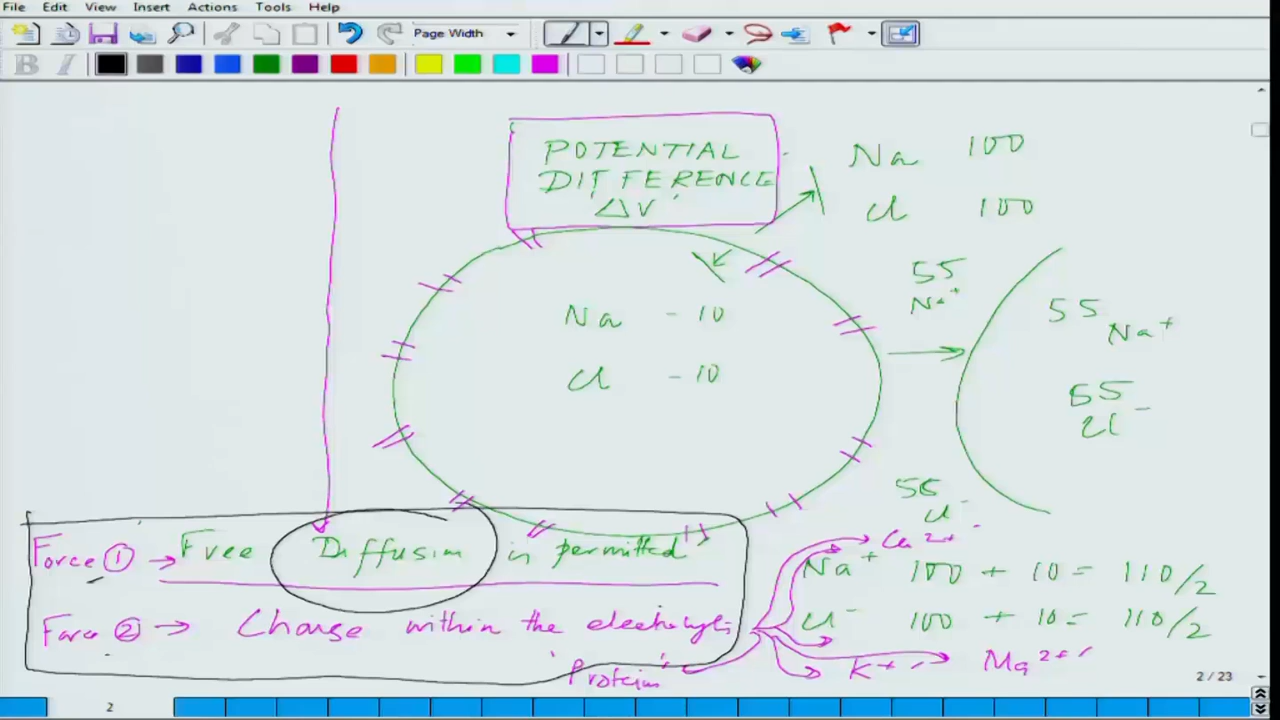 File Edit View Insert Actions Tools Help
Page Width
POTENTIAL
DIFFERENCE
'ΔV'
Na 100
Cl 100
Na - 10
Cl - 10
55
Na+
55
Cl-
55
Na+
55
Cl-
Force ① → Free Diffusion is permitted
Force ② → Charge within the electrolytes
'Proteins'
Ca2+
Na+ 100 + 10 = 110/2
Cl- 100 + 10 = 110/2
K+, Mg2+
2 / 23
2